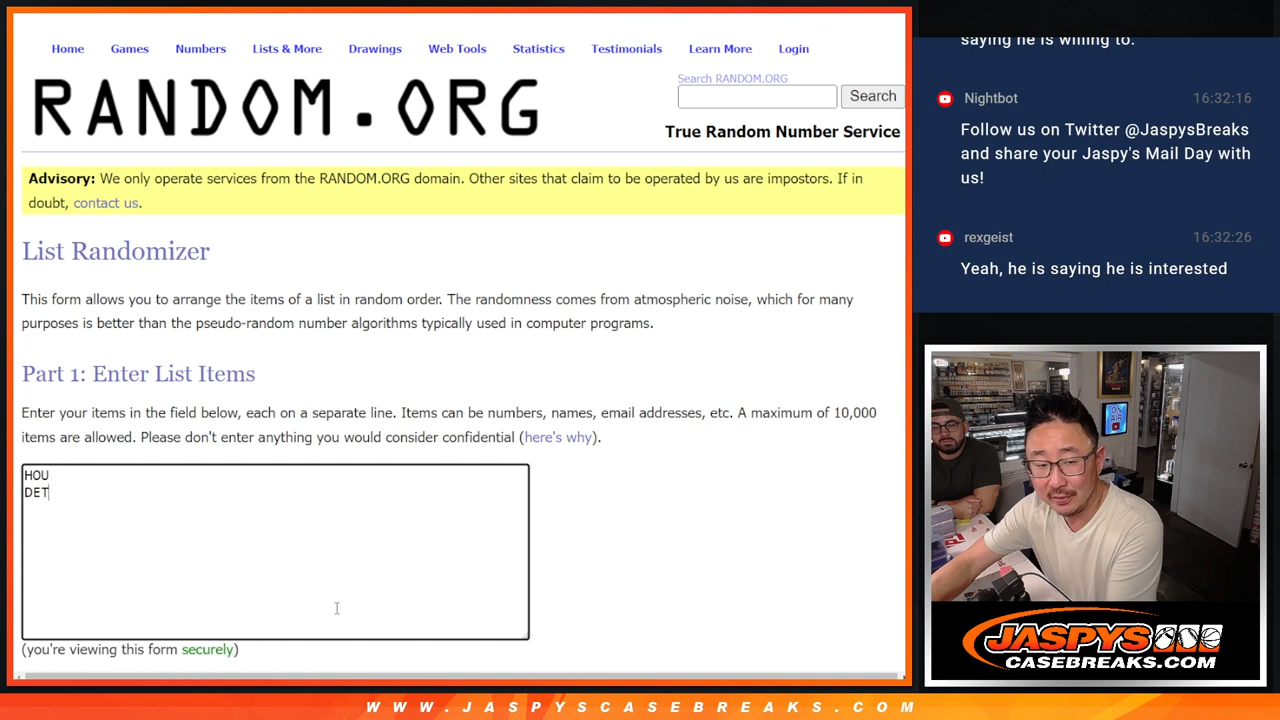 Home Games Numbers Lists & More Drawings Web Tools Statistics Testimonials Learn More Login
RANDOM.ORG
Search RANDOM.ORG
Search
True Random Number Service
Advisory: We only operate services from the RANDOM.ORG domain. Other sites that claim to be operated by us are impostors. If in
doubt, contact us.
List Randomizer
This form allows you to arrange the items of a list in random order. The randomness comes from atmospheric noise, which for many
purposes is better than the pseudo-random number algorithms typically used in computer programs.
Part 1: Enter List Items
Enter your items in the field below, each on a separate line. Items can be numbers, names, email addresses, etc. A maximum of 10,000
items are allowed. Please don't enter anything you would consider confidential (here's why).
HOU
DET
(you're viewing this form securely)
saying he is willing to.
Nightbot 16:32:16
Follow us on Twitter @JaspysBreaks
and share your Jaspy's Mail Day with
us!
rexgeist 16:32:26
Yeah, he is saying he is interested
ON
AIR
JASPYS
CASEBREAKS.COM
WWW.JASPYSCASEBREAKS.COM